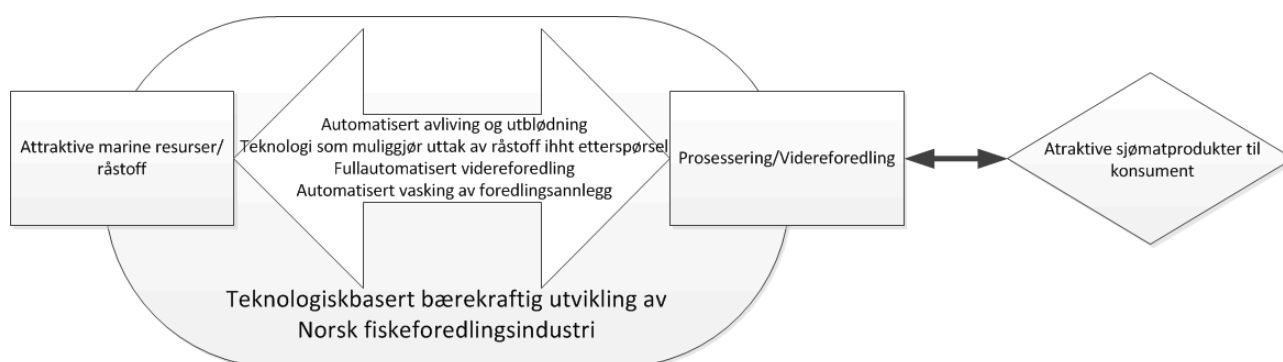 Attraktive marine resurser/
råstoff
Automatisert avliving og utblødning
Teknologi som muliggjør uttak av råstoff ihht etterspørsel
Fullautomatisert videreforedling
Automatisert vasking av foredlingsannlegg
Prosessering/Videreforedling
Atraktive sjømatprodukter til
konsument
Teknologiskbasert bærekraftig utvikling av
Norsk fiskeforedlingsindustri